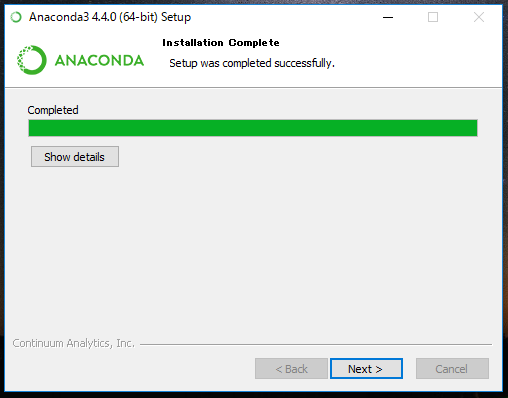 Anaconda3 4.4.0 (64-bit) Setup
Installation Complete
Setup was completed successfully.
ANACONDA
Completed
Show details
Continuum Analytics, Inc.
< Back
Next >
Cancel